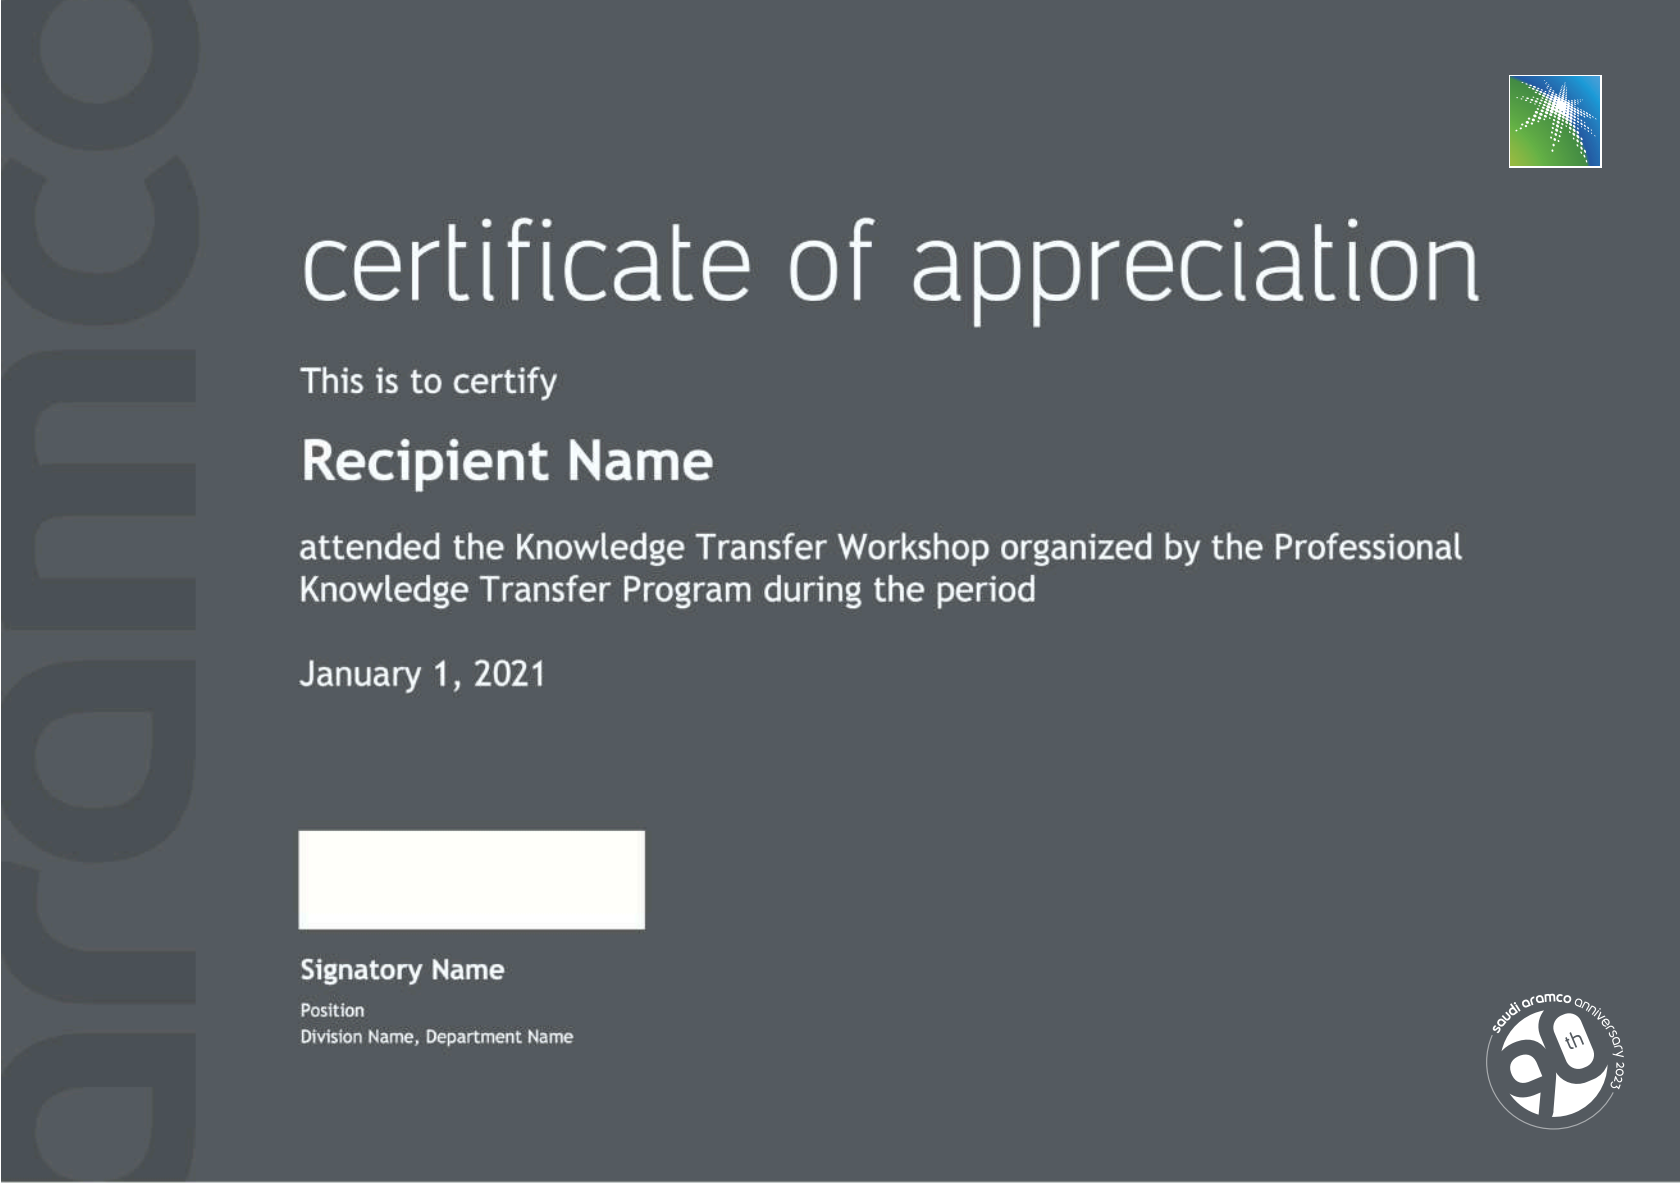 aramco
certificate of appreciation
This is to certify
Recipient Name
attended the Knowledge Transfer Workshop organized by the Professional
Knowledge Transfer Program during the period
January 1, 2021
Signatory Name
Position
Division Name, Department Name
saudi aramco anniversary 2023
90th